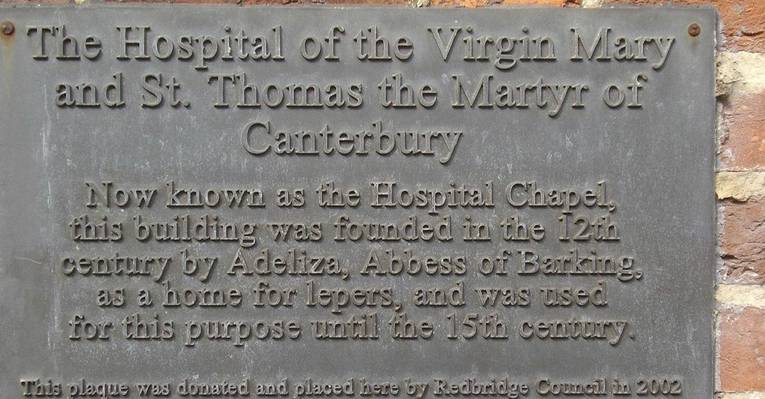 The Hospital of the Virgin Mary
and St. Thomas the Martyr of
Canterbury
Now known as the Hospital Chapel,
this building was founded in the 12th
century by Adeliza, Abbess of Barking,
as a home for lepers, and was used
for this purpose until the 15th century.
This plaque was donated and placed here by Redbridge Council in 2002